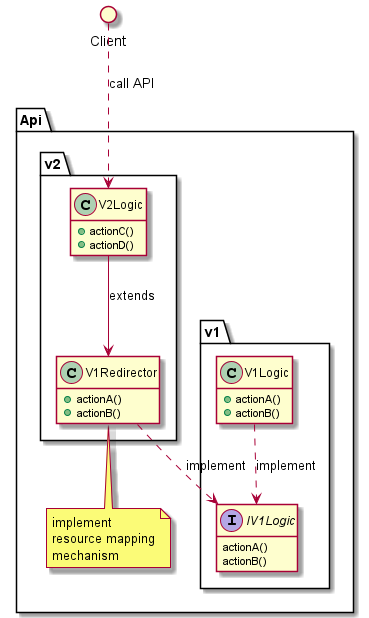 Client
call API
Api
v2
C V2Logic
actionC()
actionD()
extends
v1
C V1Redirector
actionA()
actionB()
C V1Logic
actionA()
actionB()
implement
implement
implement
resource mapping
mechanism
I IV1Logic
actionA()
actionB()